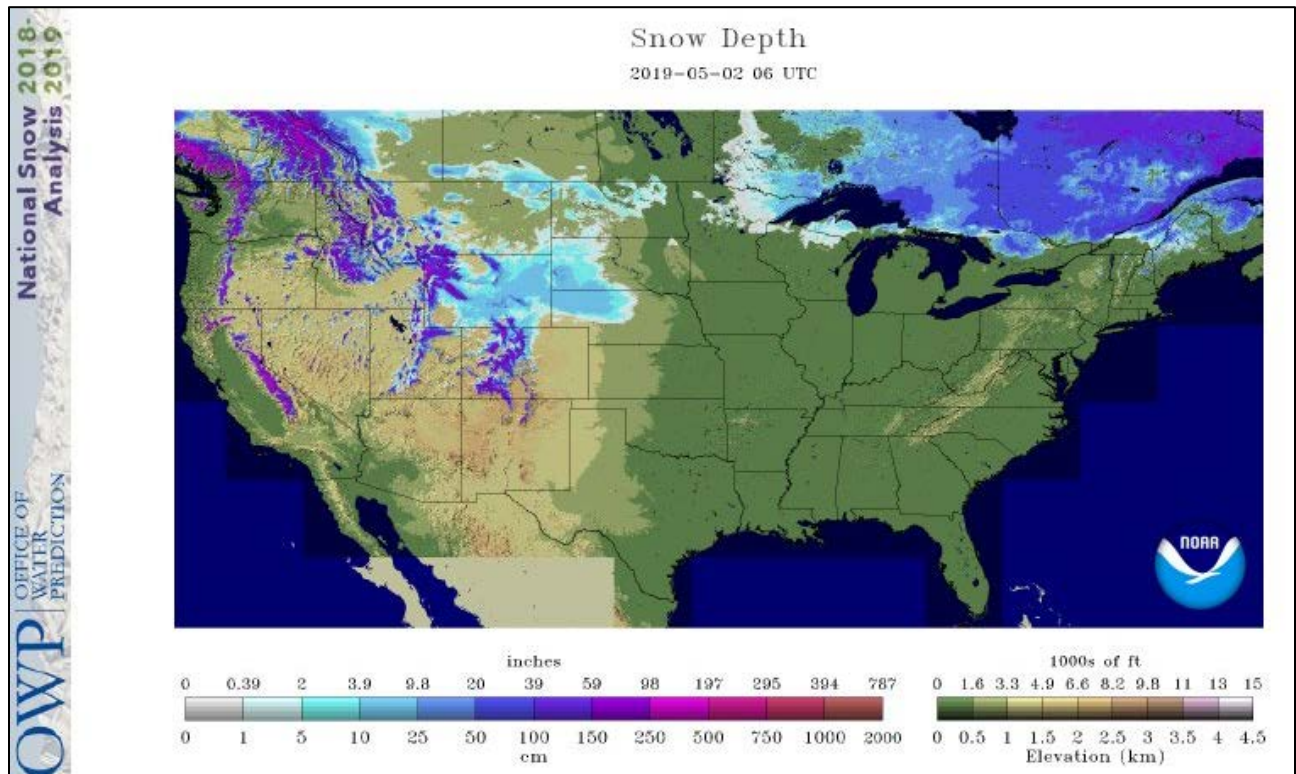 National Snow 2018-
Analysis 2019
OWP
OFFICE OF
WATER
PREDICTION
Snow Depth
2019-05-02 06 UTC
NOAA
inches
0 0.39 2 3.9 9.8 20 39 59 98 197 295 394 787
0 1 5 10 25 50 100 150 250 500 750 1000 2000
cm
1000s of ft
0 1.6 3.3 4.9 6.6 8.2 9.8 11 13 15
0 0.5 1 1.5 2 2.5 3 3.5 4 4.5
Elevation (km)